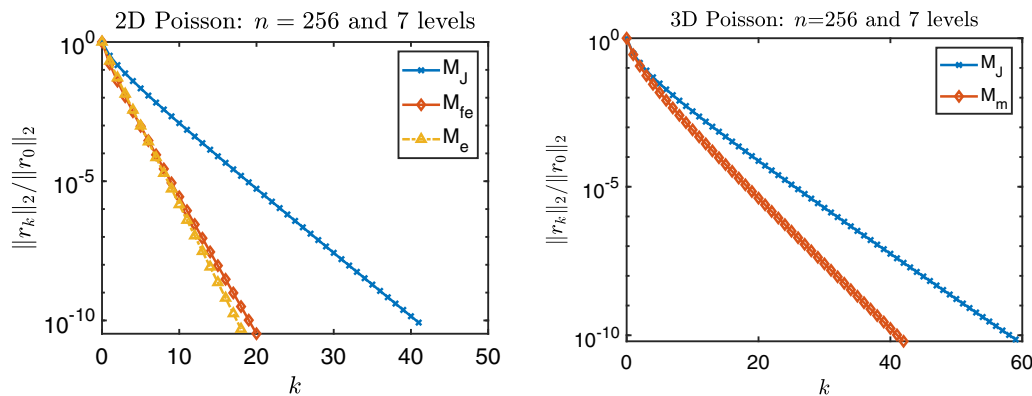 2D Poisson: n = 256 and 7 levels
‖r_k‖_2/‖r_0‖_2
10^0
10^-5
10^-10
0 10 20 30 40 50
k
M_J
M_fe
M_e
3D Poisson: n=256 and 7 levels
‖r_k‖_2/‖r_0‖_2
10^0
10^-5
10^-10
0 20 40 60
k
M_J
M_m